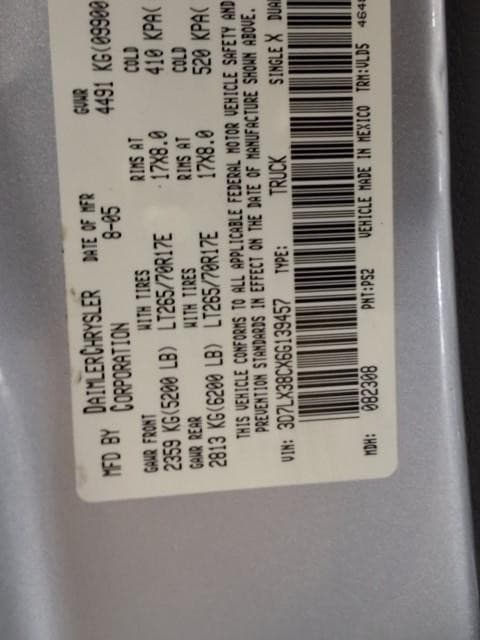 MFD BY DAIMLERCHRYSLER CORPORATION DATE OF MFR 8-05 GVWR 4491 KG(09900
GAWR FRONT WITH TIRES RIMS AT COLD
2359 KG(5200 LB) LT265/70R17E 17X8.0 410 KPA(
GAWR REAR WITH TIRES RIMS AT COLD
2813 KG(6200 LB) LT265/70R17E 17X8.0 520 KPA(
THIS VEHICLE CONFORMS TO ALL APPLICABLE FEDERAL MOTOR VEHICLE SAFETY AND
PREVENTION STANDARDS IN EFFECT ON THE DATE OF MANUFACTURE SHOWN ABOVE.
VIN: 3D7LX38CX6G139457 TYPE: TRUCK SINGLE X DUAL
MDH: 082308 PNT:PS2 VEHICLE MADE IN MEXICO TRM:VLDS